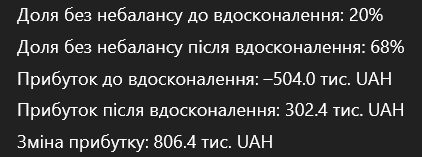 Доля без небалансу до вдосконалення: 20%
Доля без небалансу після вдосконалення: 68%
Прибуток до вдосконалення: –504.0 тис. UAH
Прибуток після вдосконалення: 302.4 тис. UAH
Зміна прибутку: 806.4 тис. UAH